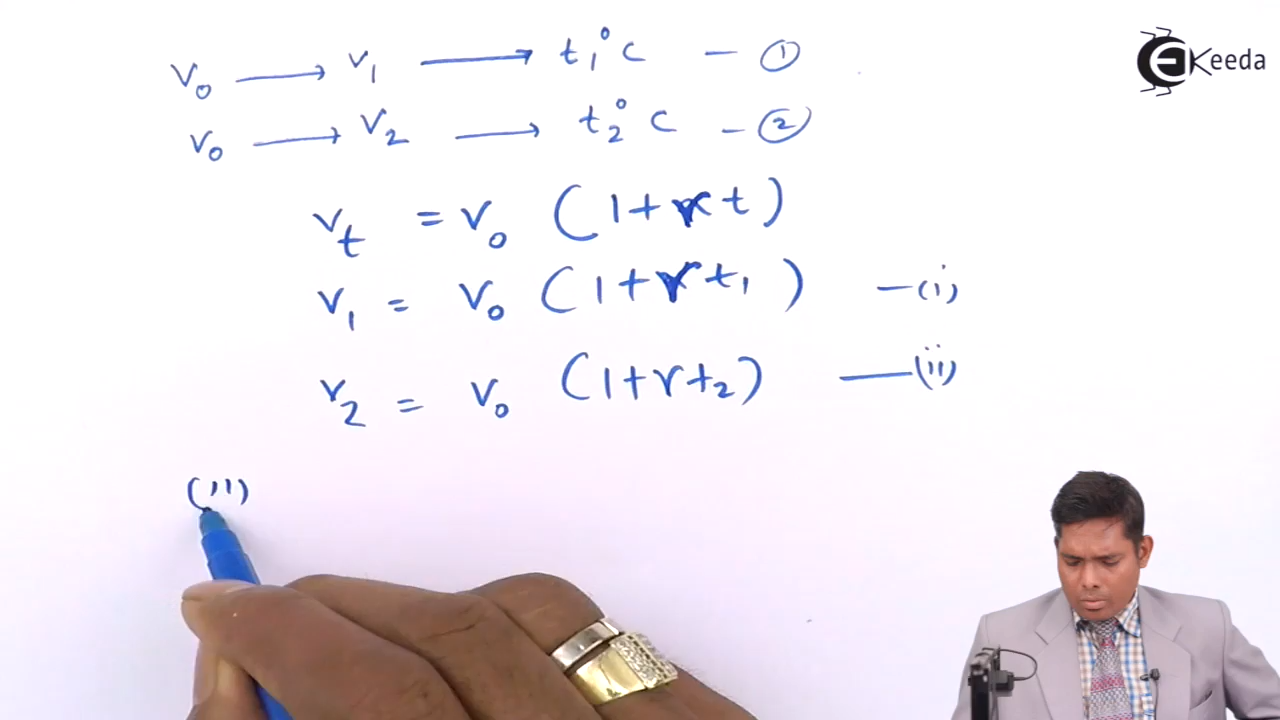 V₀ ⟶ V₁ ⟶ t₁°C – ①
V₀ ⟶ V₂ ⟶ t₂°C – ②
Vt = V₀ (1+γt)
V₁ = V₀ (1+γt₁) – (i)
V₂ = V₀ (1+γt₂) — (ii)
(ii)
Keeda